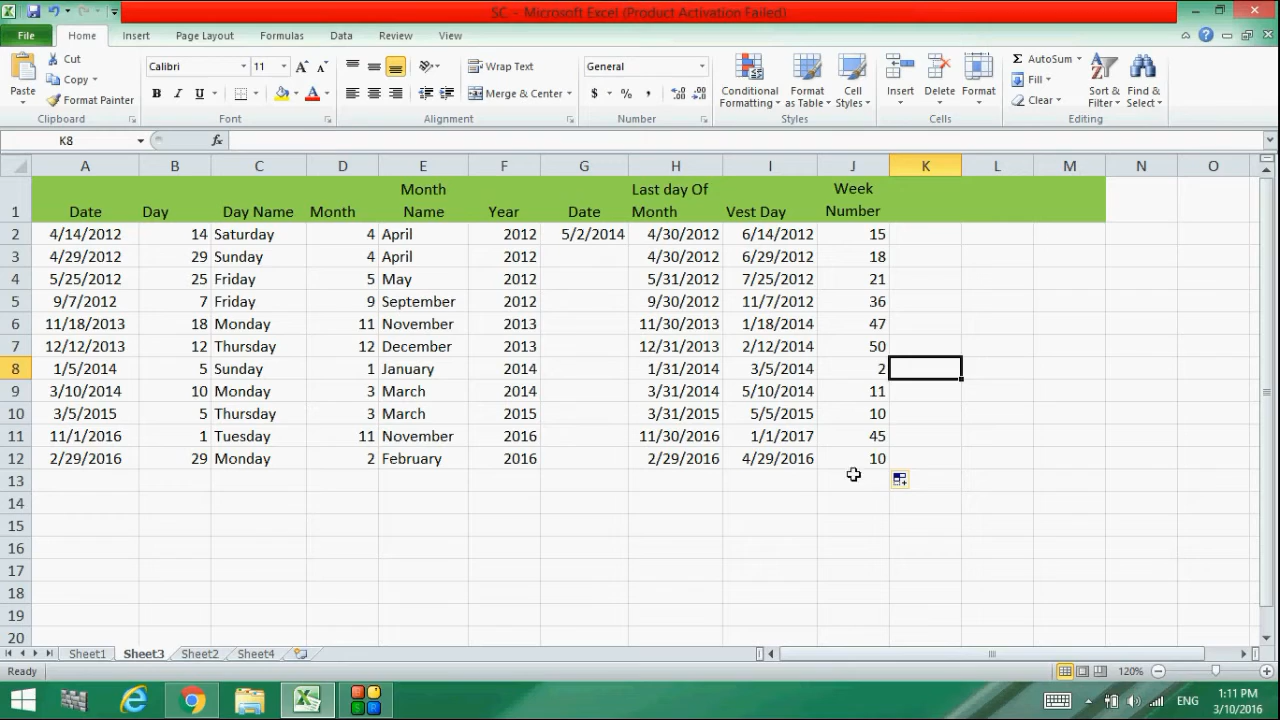 SC. - Microsoft Excel (Product Activation Failed)
File Home Insert Page Layout Formulas Data Review View
Cut
Copy
Format Painter
Paste
Clipboard
Calibri 11
B I U
Font
Wrap Text
Merge & Center
Alignment
General
$ % ,
Number
Conditional Formatting
Format as Table
Cell Styles
Styles
Insert Delete Format
Cells
AutoSum
Fill
Clear
Sort & Filter
Find & Select
Editing
K8 fx
A B C D E F G H I J K L M N O
1 Date Day Day Name Month Month Name Year Date Last day Of Month Vest Day Week Number
2 4/14/2012 14 Saturday 4 April 2012 5/2/2014 4/30/2012 6/14/2012 15
3 4/29/2012 29 Sunday 4 April 2012 4/30/2012 6/29/2012 18
4 5/25/2012 25 Friday 5 May 2012 5/31/2012 7/25/2012 21
5 9/7/2012 7 Friday 9 September 2012 9/30/2012 11/7/2012 36
6 11/18/2013 18 Monday 11 November 2013 11/30/2013 1/18/2014 47
7 12/12/2013 12 Thursday 12 December 2013 12/31/2013 2/12/2014 50
8 1/5/2014 5 Sunday 1 January 2014 1/31/2014 3/5/2014 2
9 3/10/2014 10 Monday 3 March 2014 3/31/2014 5/10/2014 11
10 3/5/2015 5 Thursday 3 March 2015 3/31/2015 5/5/2015 10
11 11/1/2016 1 Tuesday 11 November 2016 11/30/2016 1/1/2017 45
12 2/29/2016 29 Monday 2 February 2016 2/29/2016 4/29/2016 10
13
14
15
16
17
18
19
20
Sheet1 Sheet3 Sheet2 Sheet4
Ready 120%
ENG
1:11 PM
3/10/2016